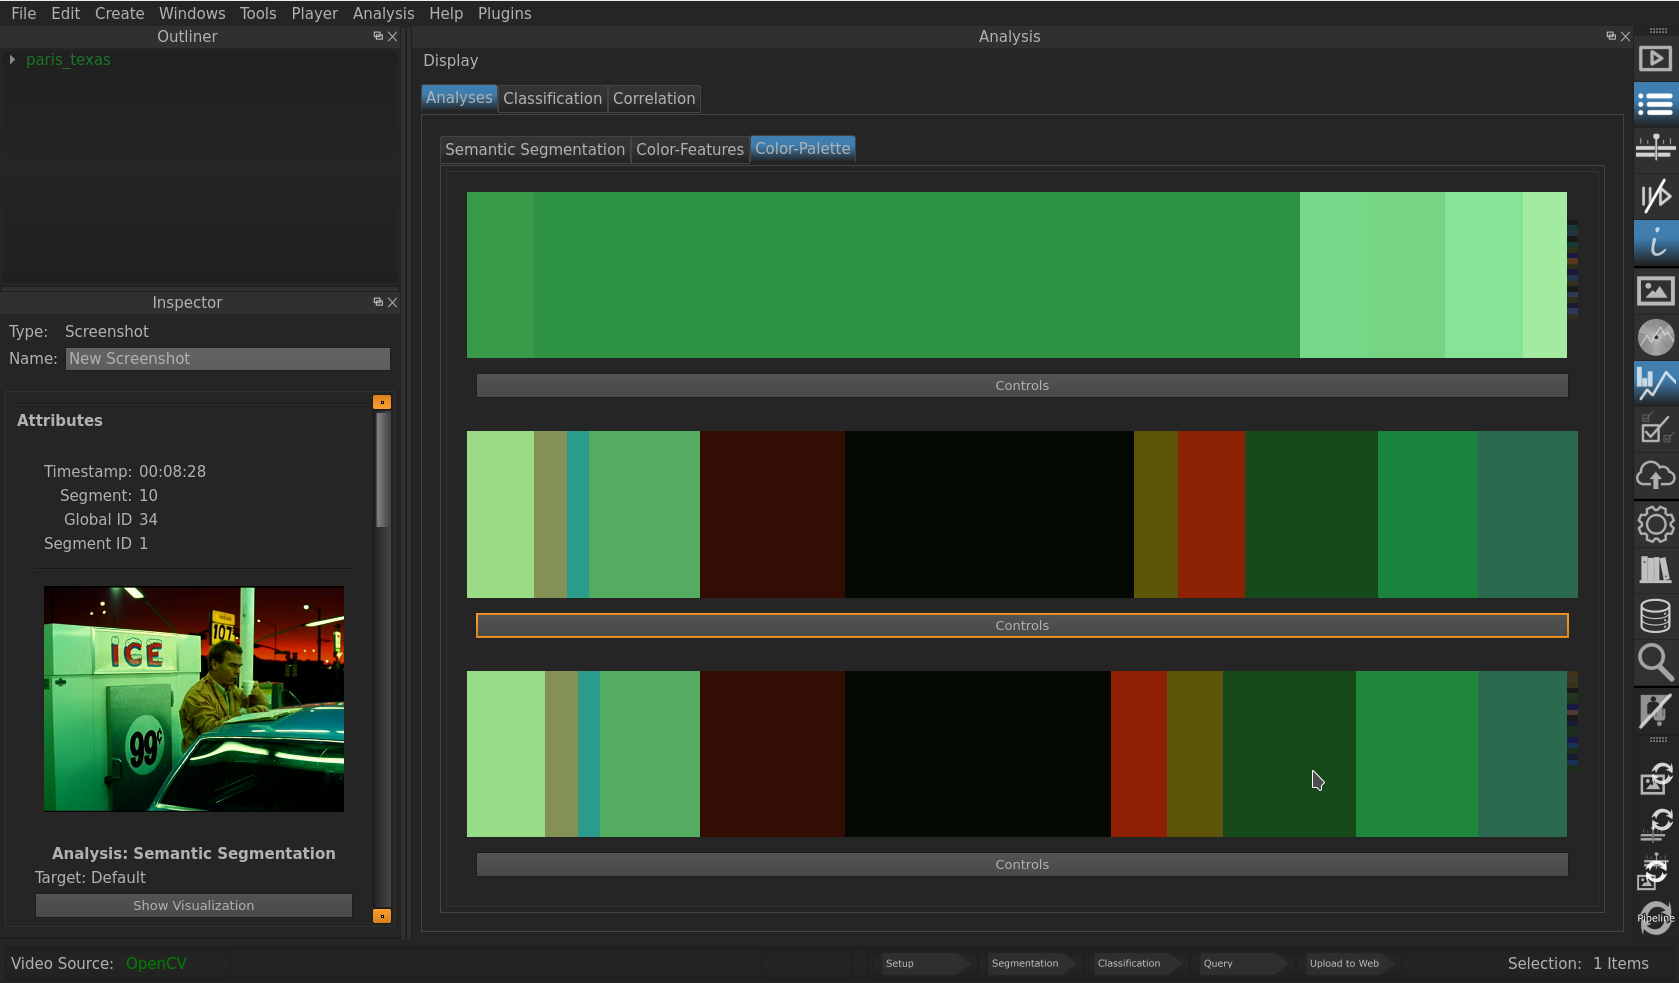 File Edit Create Windows Tools Player Analysis Help Plugins
Outliner
paris_texas
Inspector
Type: Screenshot
Name: New Screenshot
Attributes
Timestamp: 00:08:28
Segment: 10
Global ID 34
Segment ID 1
107
ICE
99¢
Analysis: Semantic Segmentation
Target: Default
Show Visualization
Analysis
Display
Analyses Classification Correlation
Semantic Segmentation Color-Features Color-Palette
Controls
Controls
Controls
i
Pipeline
Video Source: OpenCV
Setup Segmentation Classification Query Upload to Web
Selection: 1 Items